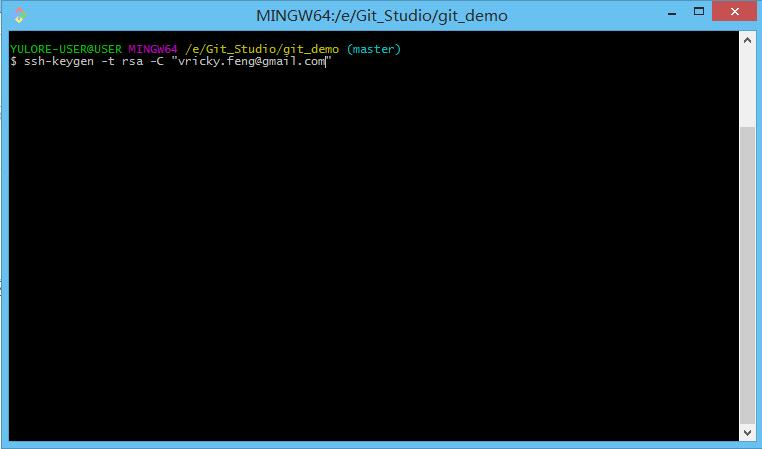 MINGW64:/e/Git_Studio/git_demo
YULORE-USER@USER MINGW64 /e/Git_Studio/git_demo (master)
$ ssh-keygen -t rsa -C "vricky.feng@gmail.com"